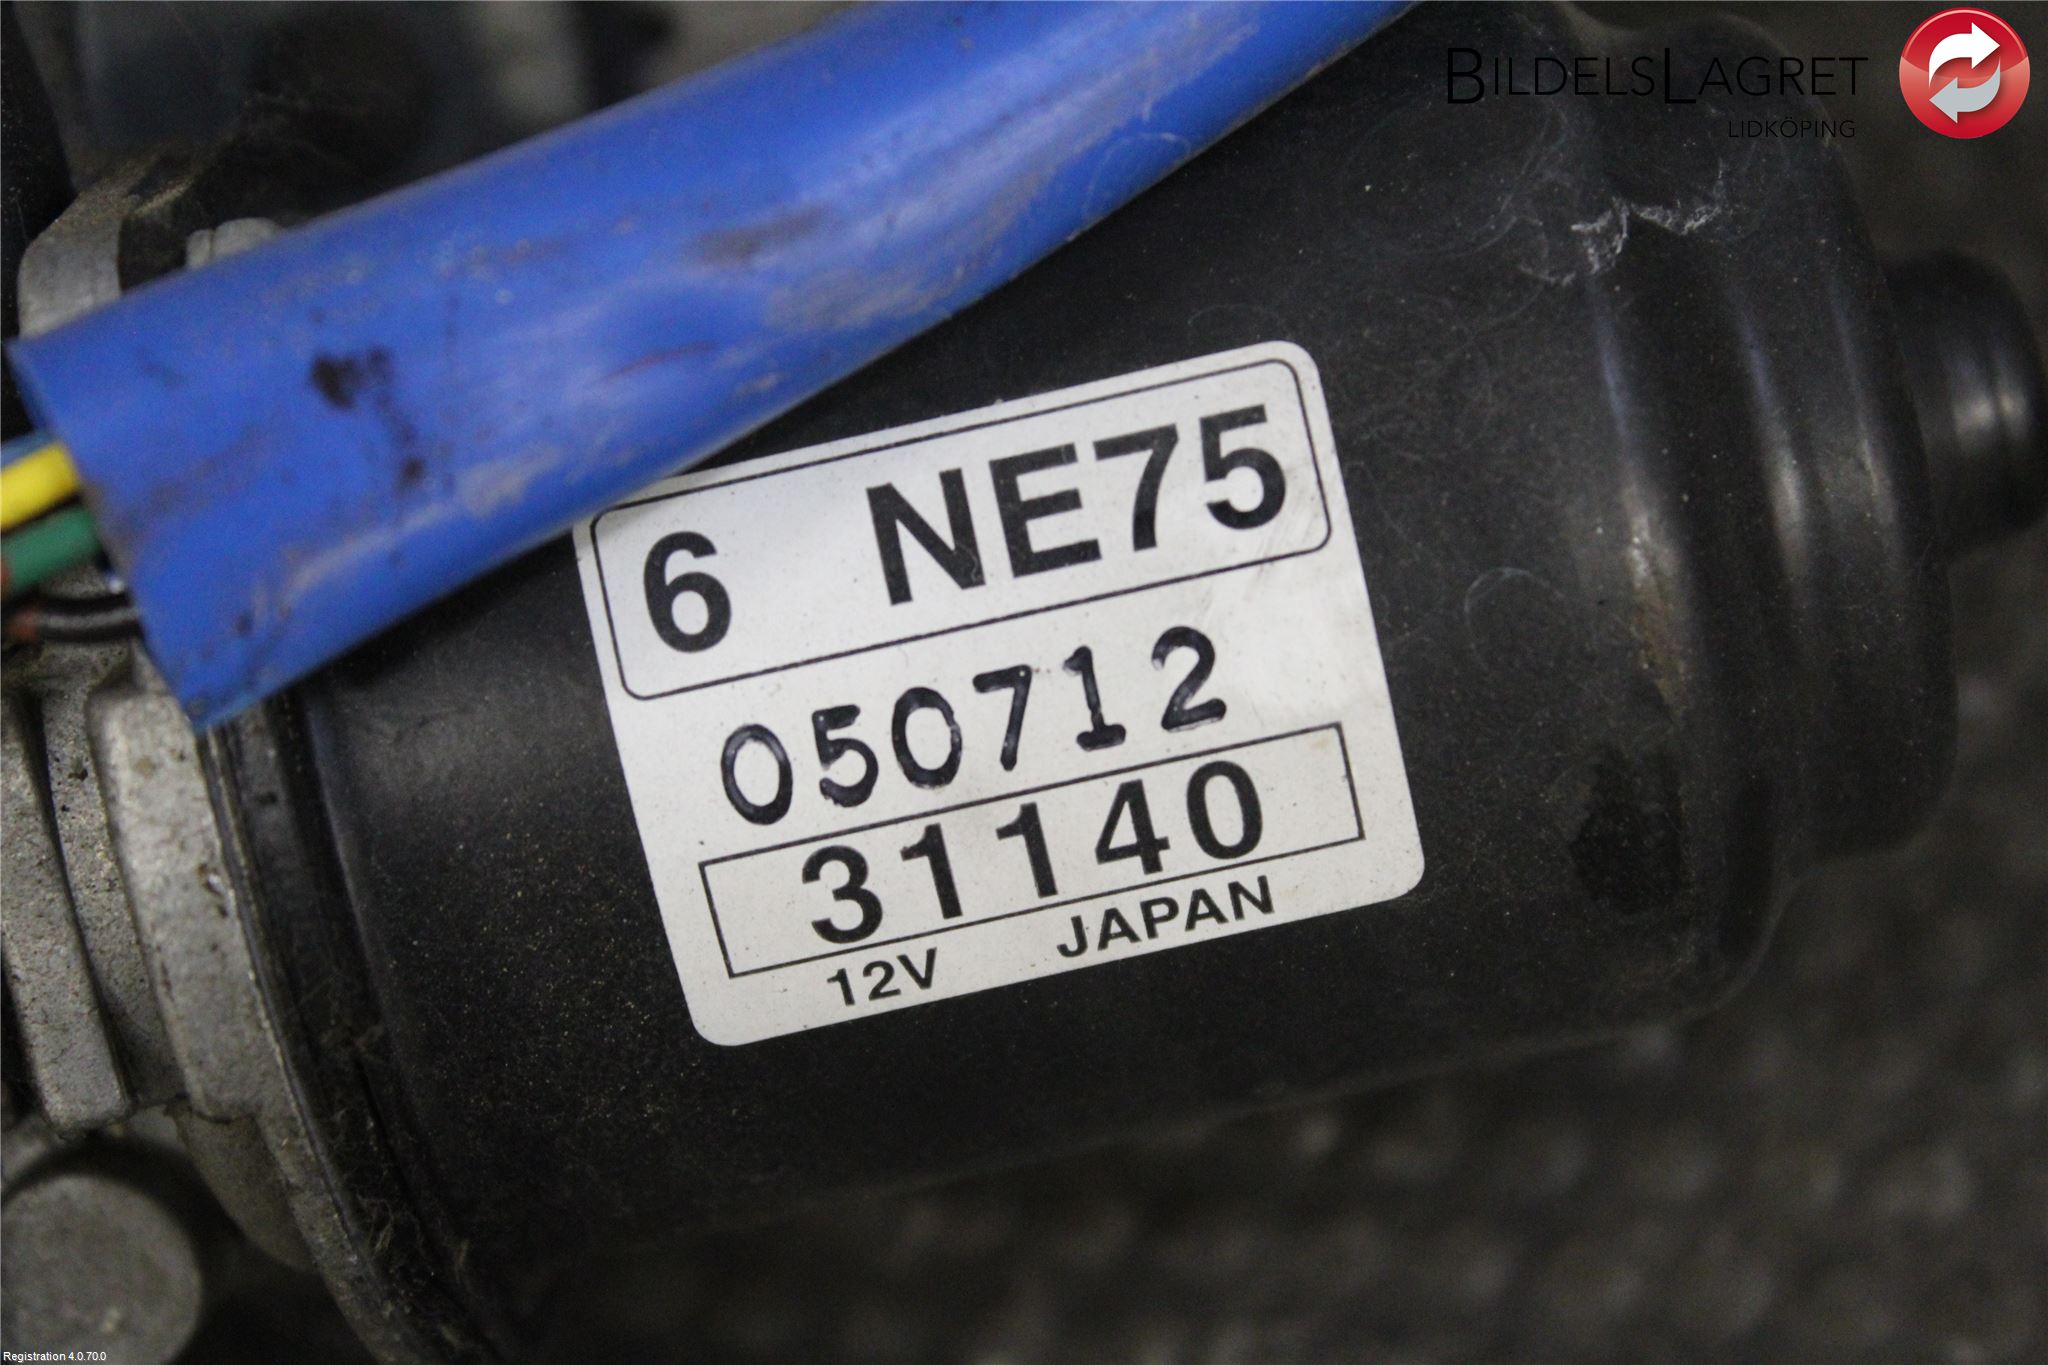 BILDELSLAGRET
LIDKÖPING
6 NE75
050712
31140
12V JAPAN
Registration 4.0.70.0